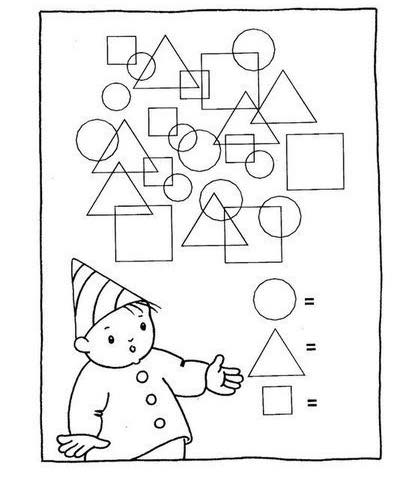 =
=
=